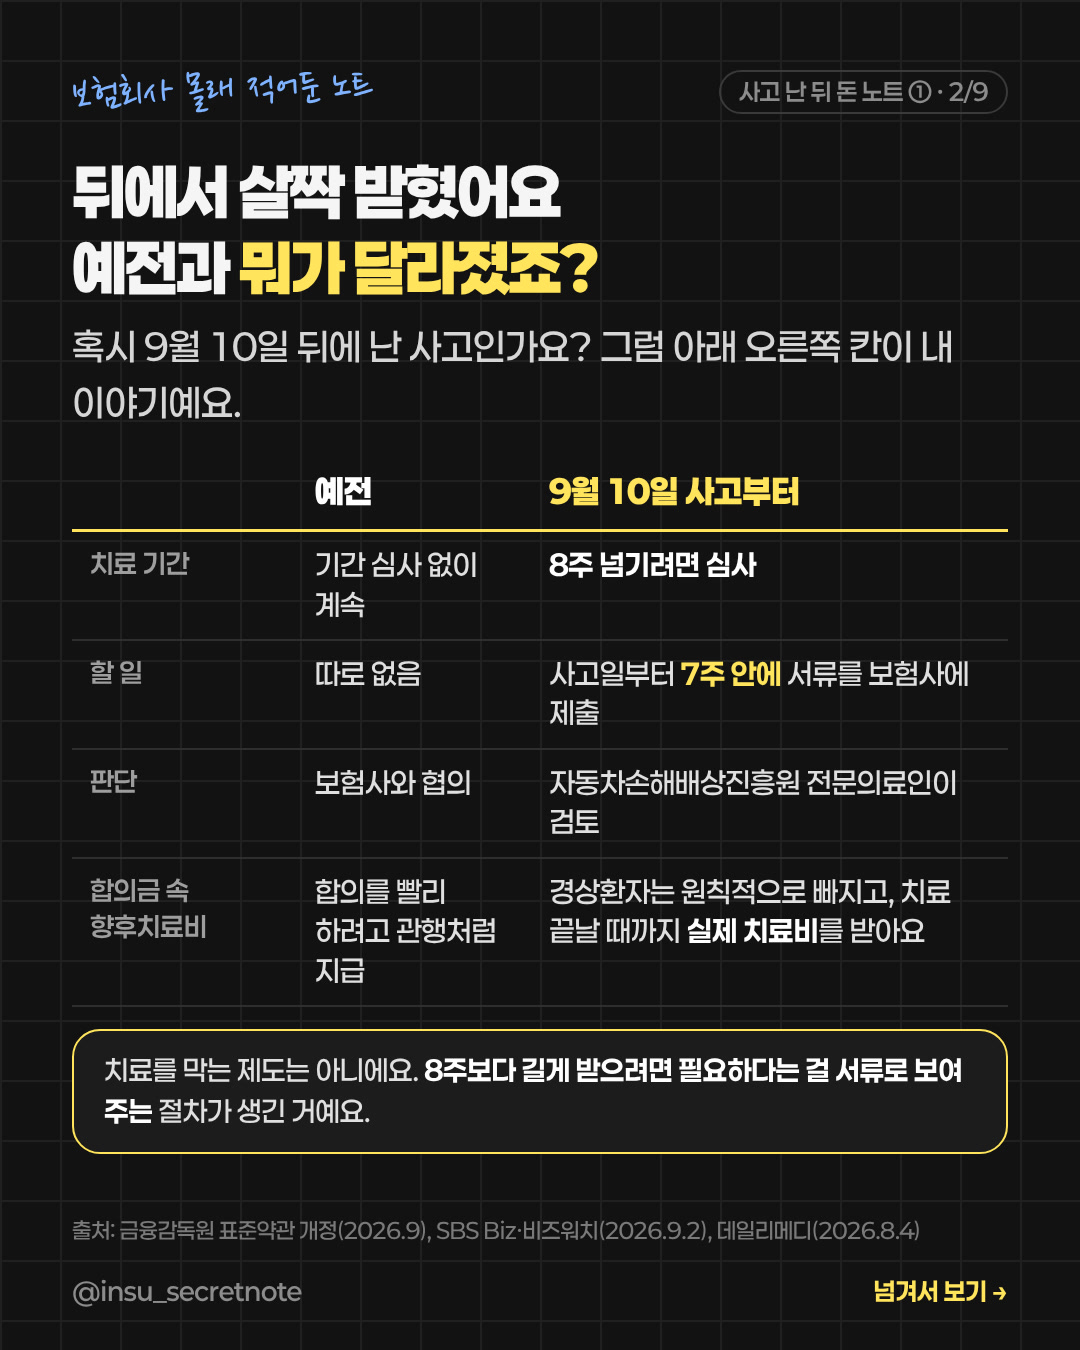 보험회사 몰래 적어둔 노트
사고 난 뒤 돈 노트 ① · 2/9
뒤에서 살짝 받혔어요
예전과 뭐가 달라졌죠?
혹시 9월 10일 뒤에 난 사고인가요? 그럼 아래 오른쪽 칸이 내
이야기예요.
예전 9월 10일 사고부터
치료 기간 기간 심사 없이 8주 넘기려면 심사
계속
할 일 따로 없음 사고일부터 7주 안에 서류를 보험사에
제출
판단 보험사와 협의 자동차손해배상진흥원 전문의료인이
검토
합의금 속 합의를 빨리 경상환자는 원칙적으로 빠지고, 치료
향후치료비 하려고 관행처럼 끝날 때까지 실제 치료비를 받아요
지급
치료를 막는 제도는 아니에요. 8주보다 길게 받으려면 필요하다는 걸 서류로 보여
주는 절차가 생긴 거예요.
출처: 금융감독원 표준약관 개정(2026.9), SBS Biz·비즈워치(2026.9.2), 데일리메디(2026.8.4)
@insu_secretnote
넘겨서 보기 →